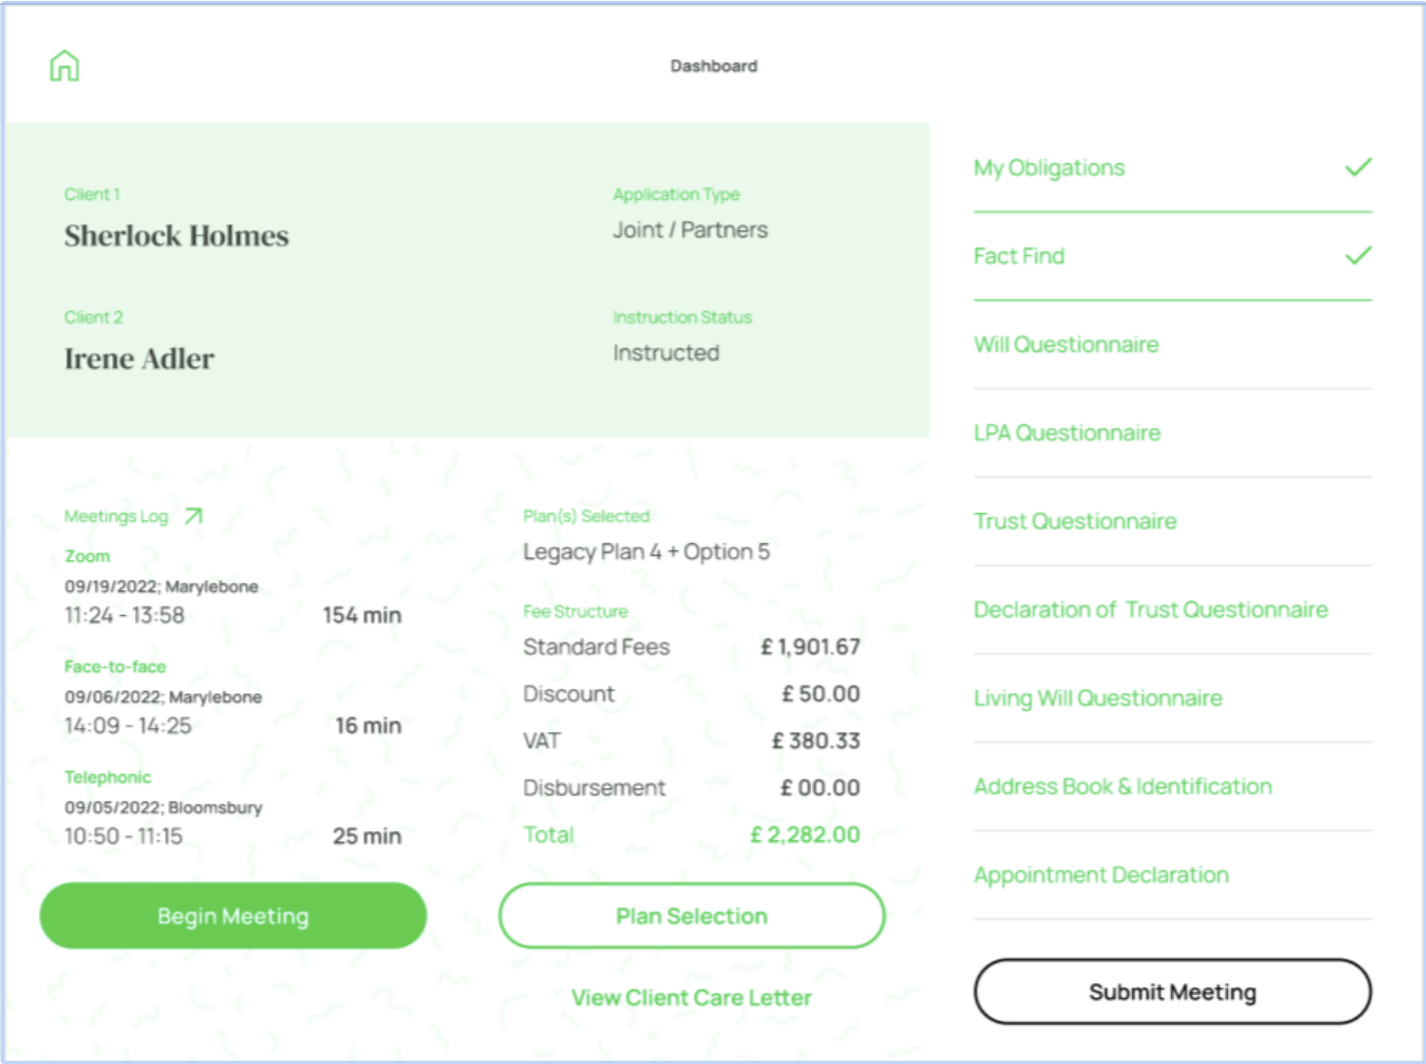 Dashboard
Client 1
Sherlock Holmes
Application Type
Joint / Partners
Client 2
Irene Adler
Instruction Status
Instructed
Meetings Log
Zoom
09/19/2022; Marylebone
11:24 - 13:58 154 min
Face-to-face
09/06/2022; Marylebone
14:09 - 14:25 16 min
Telephonic
09/05/2022; Bloomsbury
10:50 - 11:15 25 min
Begin Meeting
Plan(s) Selected
Legacy Plan 4 + Option 5
Fee Structure
Standard Fees £ 1,901.67
Discount £ 50.00
VAT £ 380.33
Disbursement £ 00.00
Total £ 2,282.00
Plan Selection
View Client Care Letter
My Obligations
Fact Find
Will Questionnaire
LPA Questionnaire
Trust Questionnaire
Declaration of Trust Questionnaire
Living Will Questionnaire
Address Book & Identification
Appointment Declaration
Submit Meeting